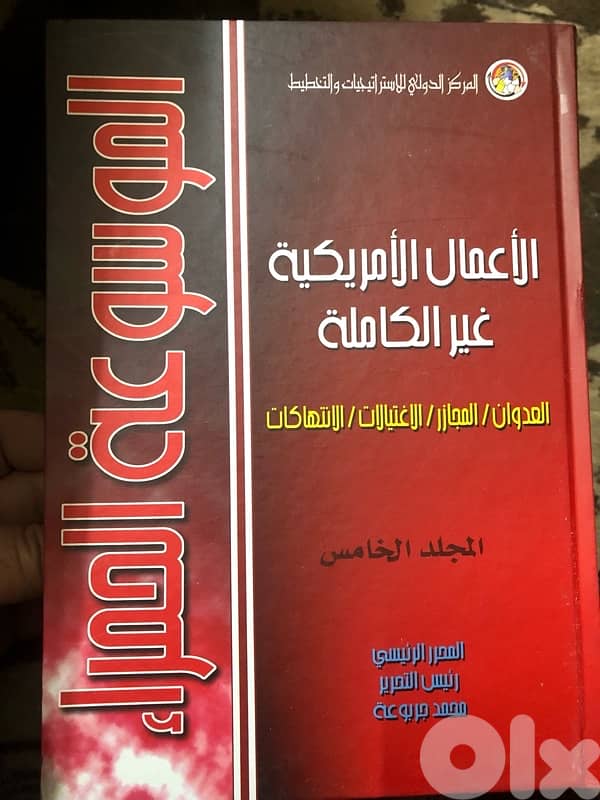 المركز الدولي للاستراتيجيات والتخطيط
الموسوعة الحمراء
الأعمال الأمريكية
غير الكاملة
العدوان / المجازر / الاغتيالات / الانتهاكات
المجلد الخامس
المحرر الرئيسي
رئيس التحرير
محمد جربوعة
Olx